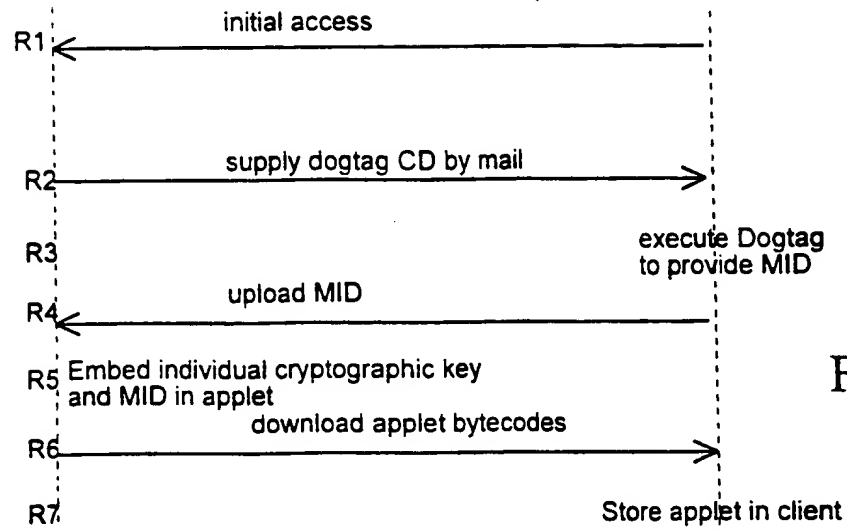 initial access
R1
supply dogtag CD by mail
R2
R3
execute Dogtag
to provide MID
upload MID
R4
R5 Embed individual cryptographic key
and MID in applet
download applet bytecodes
R6
R7
Store applet in client
F